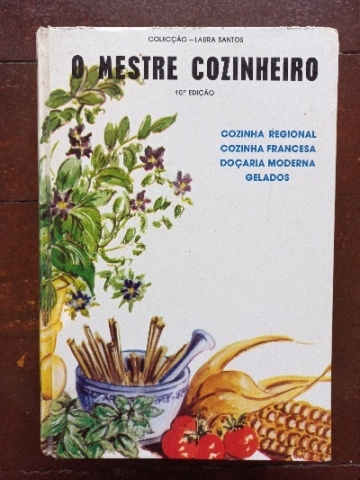 COLECÇÃO – LAURA SANTOS
O MESTRE COZINHEIRO
10ª EDIÇÃO
COZINHA REGIONAL
COZINHA FRANCESA
DOÇARIA MODERNA
GELADOS